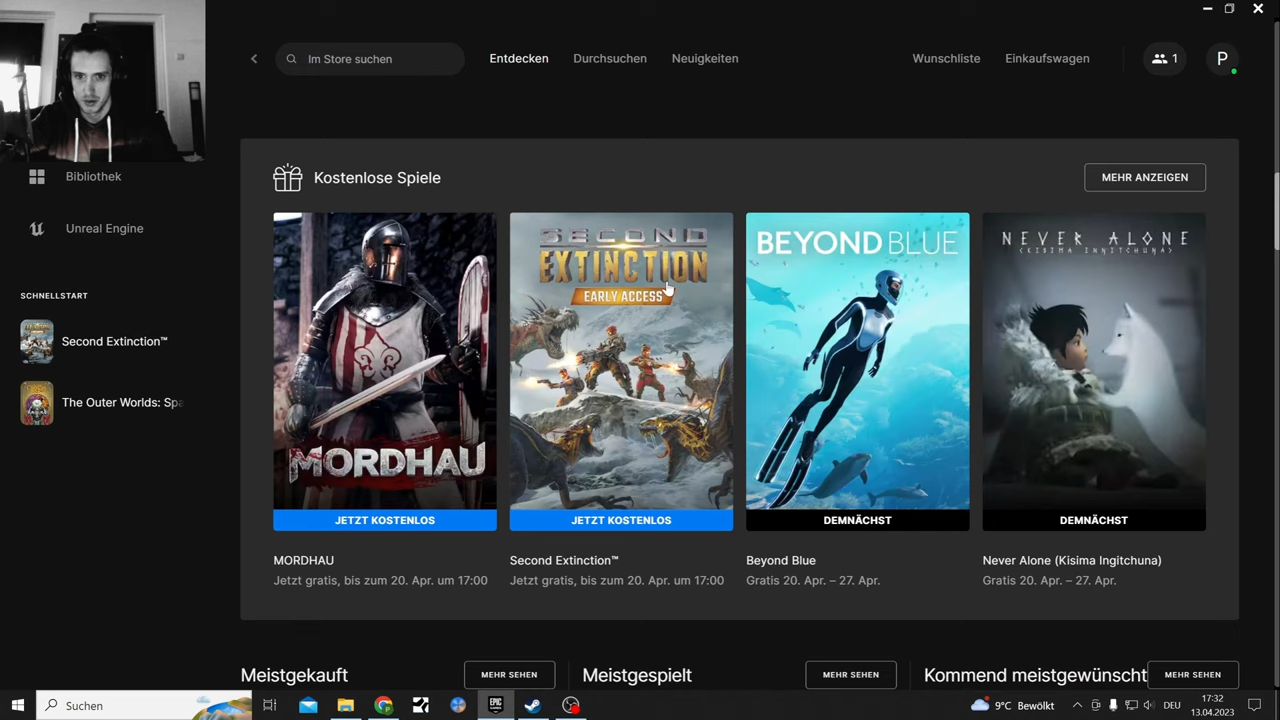 Im Store suchen
Entdecken
Durchsuchen
Neuigkeiten
Wunschliste
Einkaufswagen
1
P
Bibliothek
Unreal Engine
SCHNELLSTART
Second Extinction™
The Outer Worlds: Spa
Kostenlose Spiele
MEHR ANZEIGEN
MORDHAU
JETZT KOSTENLOS
MORDHAU
Jetzt gratis, bis zum 20. Apr. um 17:00
SECOND
EXTINCTION
EARLY ACCESS
JETZT KOSTENLOS
Second Extinction™
Jetzt gratis, bis zum 20. Apr. um 17:00
BEYOND BLUE
DEMNÄCHST
Beyond Blue
Gratis 20. Apr. – 27. Apr.
NEVER ALONE
(KISIMA INGITCHUNA)
DEMNÄCHST
Never Alone (Kisima Ingitchuna)
Gratis 20. Apr. – 27. Apr.
Meistgekauft
MEHR SEHEN
Meistgespielt
MEHR SEHEN
Kommend meistgewünscht
MEHR SEHEN
Suchen
EPIC
9°C Bewölkt
DEU
17:32
13.04.2023